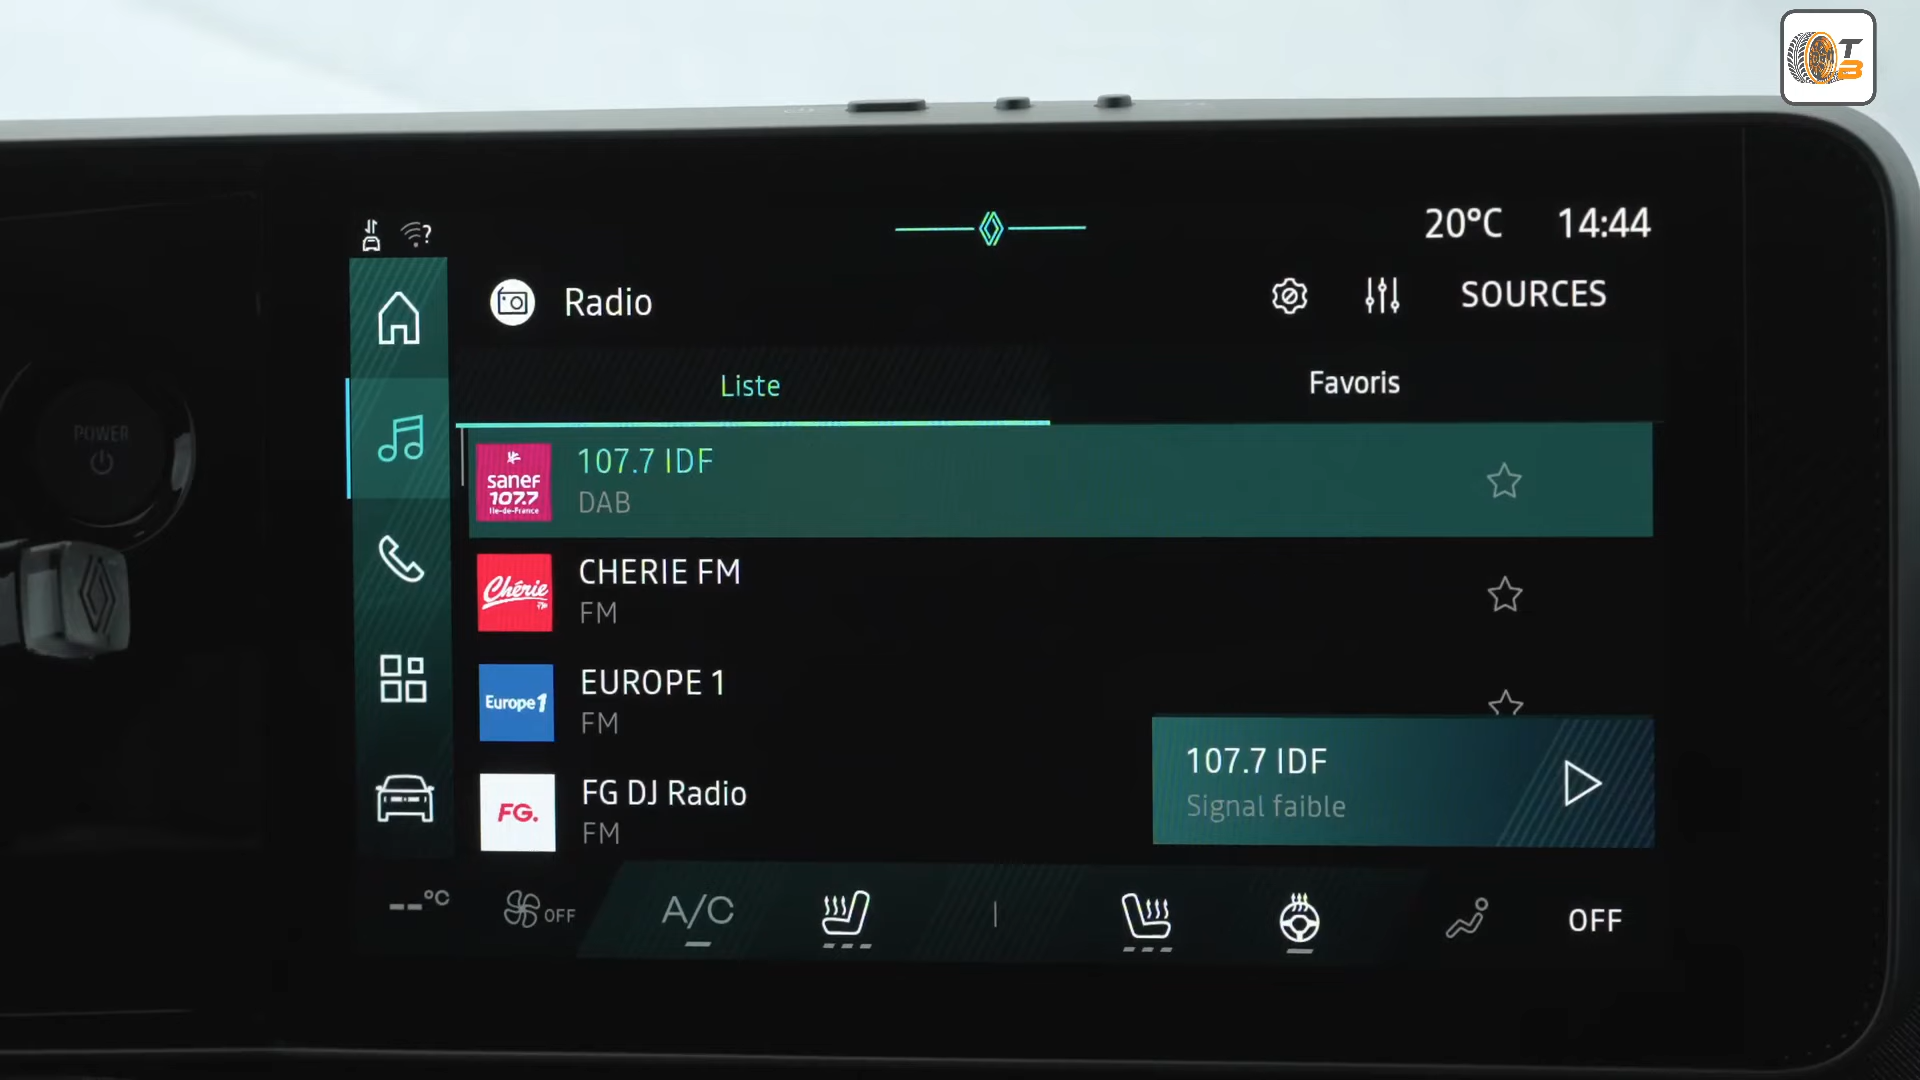 T
B
20°C 14:44
Radio
SOURCES
Liste
Favoris
POWER
sanef
107.7
Ile-de-France
107.7 IDF
DAB
Chérie
FM
CHERIE FM
FM
Europe 1
EUROPE 1
FM
FG.
FG DJ Radio
FM
107.7 IDF
Signal faible
--°C
OFF
A/C
OFF